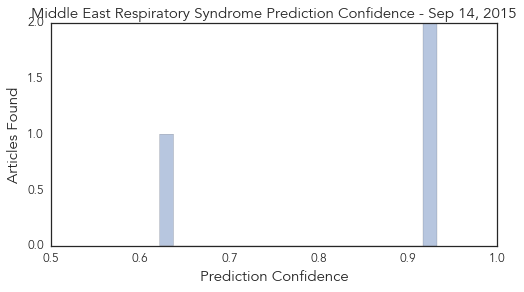 Middle East Respiratory Syndrome Prediction Confidence - Sep 14, 2015
2.0
1.5
1.0
0.5
0.0
Articles Found
0.5 0.6 0.7 0.8 0.9 1.0
Prediction Confidence